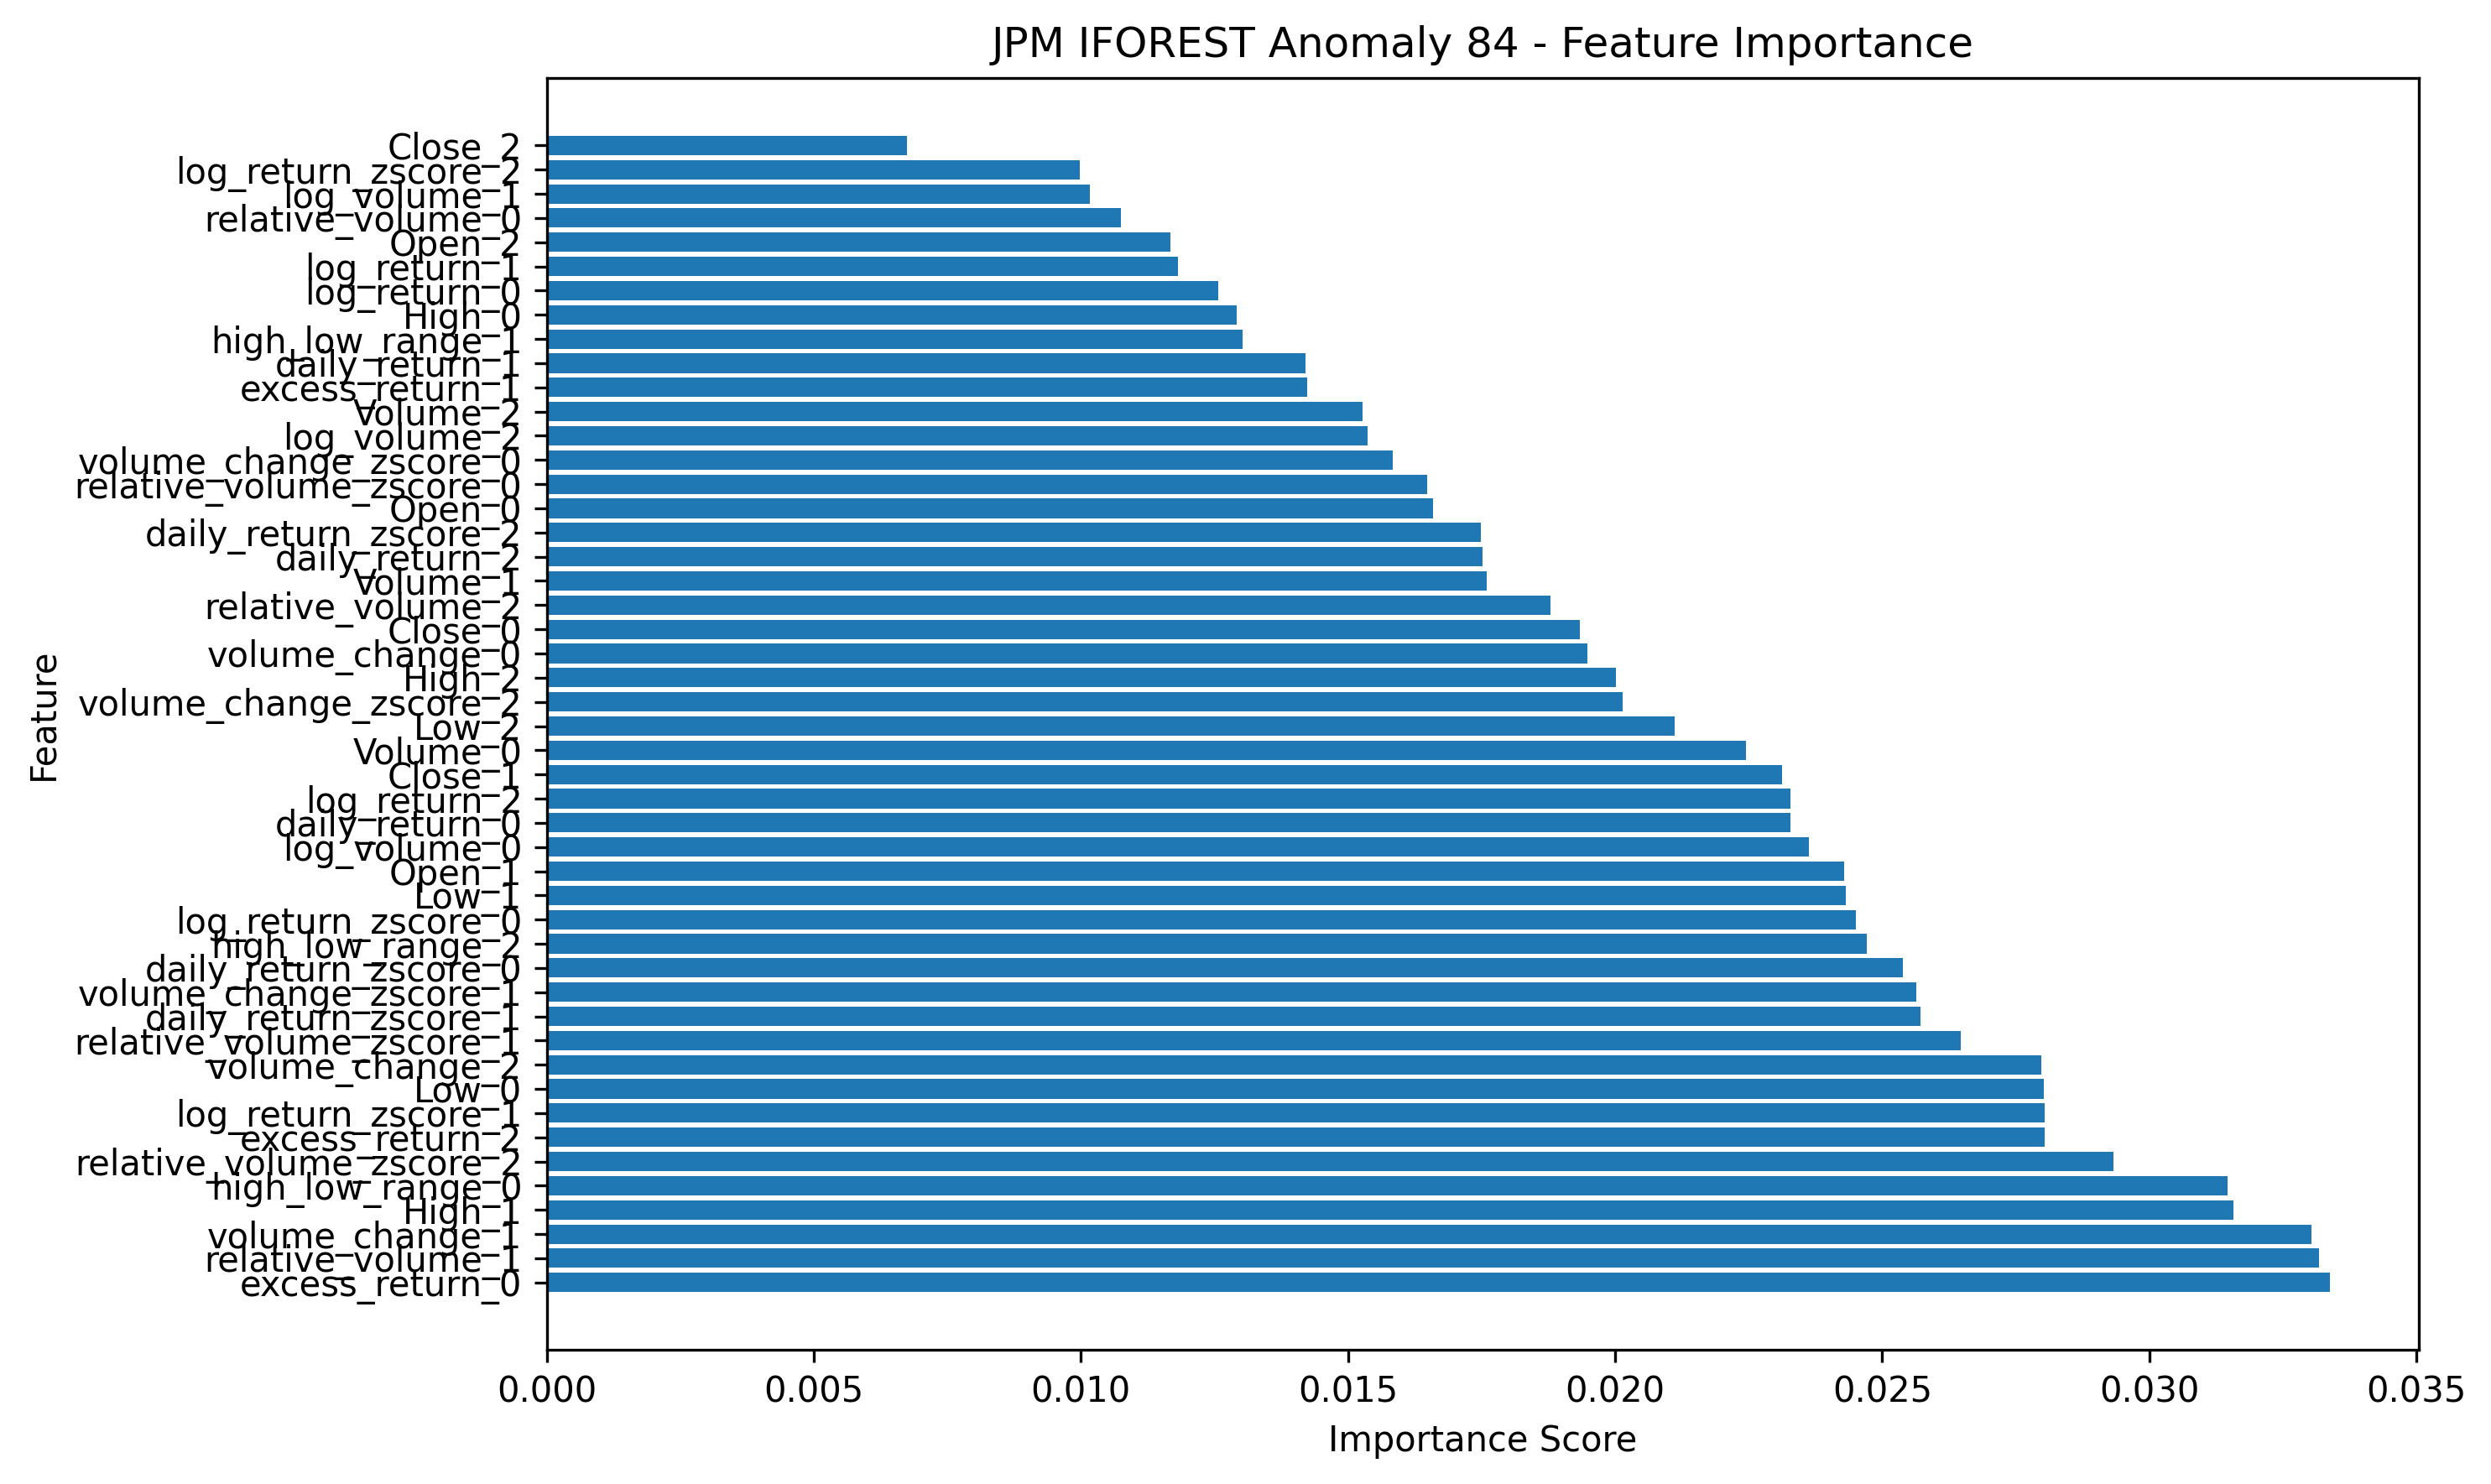 JPM IFOREST Anomaly 84 - Feature Importance
Close_2
log_return_zscore_2
log_volume_1
relative_volume_0
Open_2
log_return_1
log_return_0
High_0
high_low_range_1
daily_return_1
excess_return_1
Volume_2
log_volume_2
volume_change_zscore_0
relative_volume_zscore_0
Open_0
daily_return_zscore_2
daily_return_2
Volume_1
relative_volume_2
Close_0
volume_change_0
High_2
volume_change_zscore_2
Low_2
Volume_0
Close_1
log_return_2
daily_return_0
log_volume_0
Open_1
Low_1
log_return_zscore_0
high_low_range_2
daily_return_zscore_0
volume_change_zscore_1
daily_return_zscore_1
relative_volume_zscore_1
volume_change_2
Low_0
log_return_zscore_1
excess_return_2
relative_volume_zscore_2
high_low_range_0
High_1
volume_change_1
relative_volume_1
excess_return_0
Feature
0.000 0.005 0.010 0.015 0.020 0.025 0.030 0.035
Importance Score